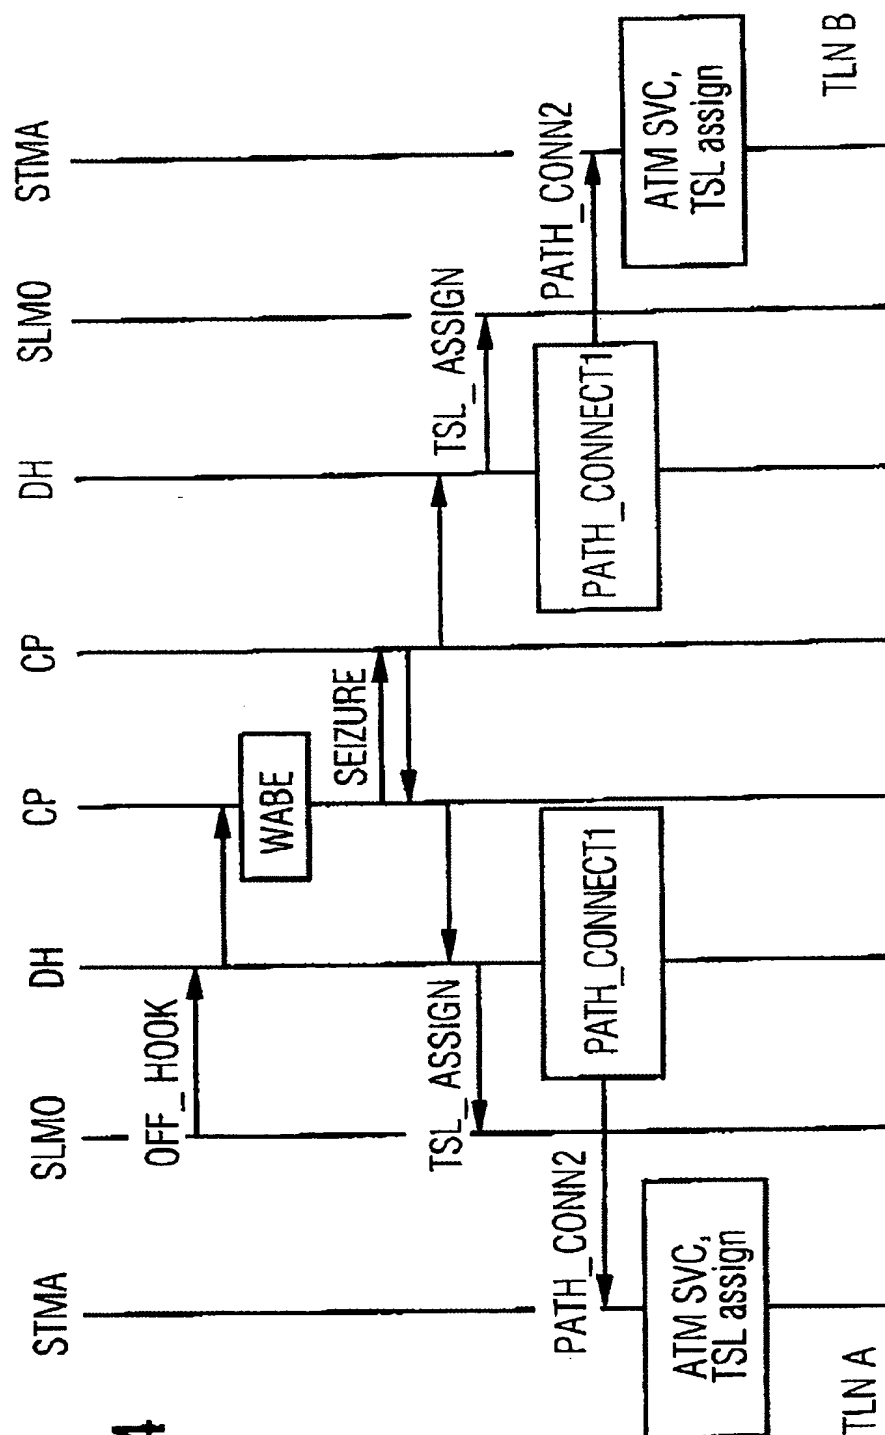 4
STMA
SLMO
DH
CP
CP
DH
SLMO
STMA
OFF_HOOK
WABE
SEIZURE
TSL_ASSIGN
TSL_ASSIGN
PATH_CONN2
PATH_CONNECT1
PATH_CONNECT1
PATH_CONN2
ATM SVC,
TSL assign
ATM SVC,
TSL assign
TLN A
TLN B